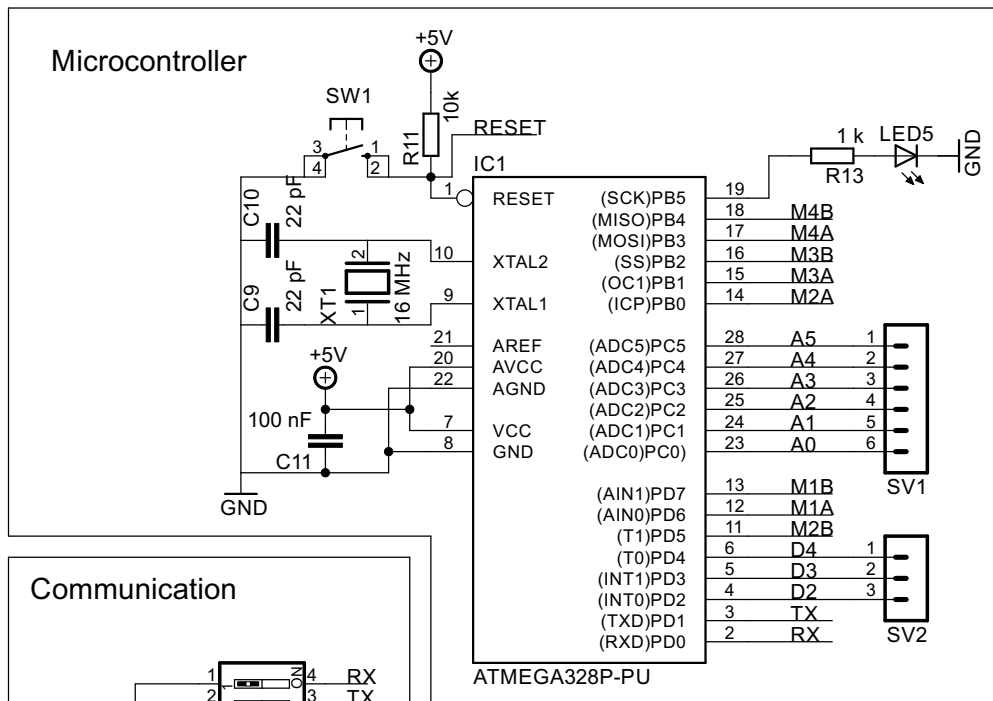 Microcontroller
+5V
SW1
10k
R11
RESET
3 1
4 2
1 k LED5
GND
R13
IC1
1 RESET
C10
22 pF
10 XTAL2
2
XT1
16 MHz
1
C9
22 pF
9 XTAL1
21 AREF
+5V
20 AVCC
22 AGND
100 nF
7 VCC
8 GND
C11
GND
(SCK)PB5 19
(MISO)PB4 18 M4B
(MOSI)PB3 17 M4A
(SS)PB2 16 M3B
(OC1)PB1 15 M3A
(ICP)PB0 14 M2A
(ADC5)PC5 28 A5 1
(ADC4)PC4 27 A4 2
(ADC3)PC3 26 A3 3
(ADC2)PC2 25 A2 4
(ADC1)PC1 24 A1 5
(ADC0)PC0) 23 A0 6
SV1
(AIN1)PD7 13 M1B
(AIN0)PD6 12 M1A
(T1)PD5 11 M2B
(T0)PD4 6 D4 1
(INT1)PD3 5 D3 2
(INT0)PD2 4 D2 3
(TXD)PD1 3 TX
(RXD)PD0 2 RX
SV2
ATMEGA328P-PU
Communication
1 1 ON 4 RX
2 3 TX